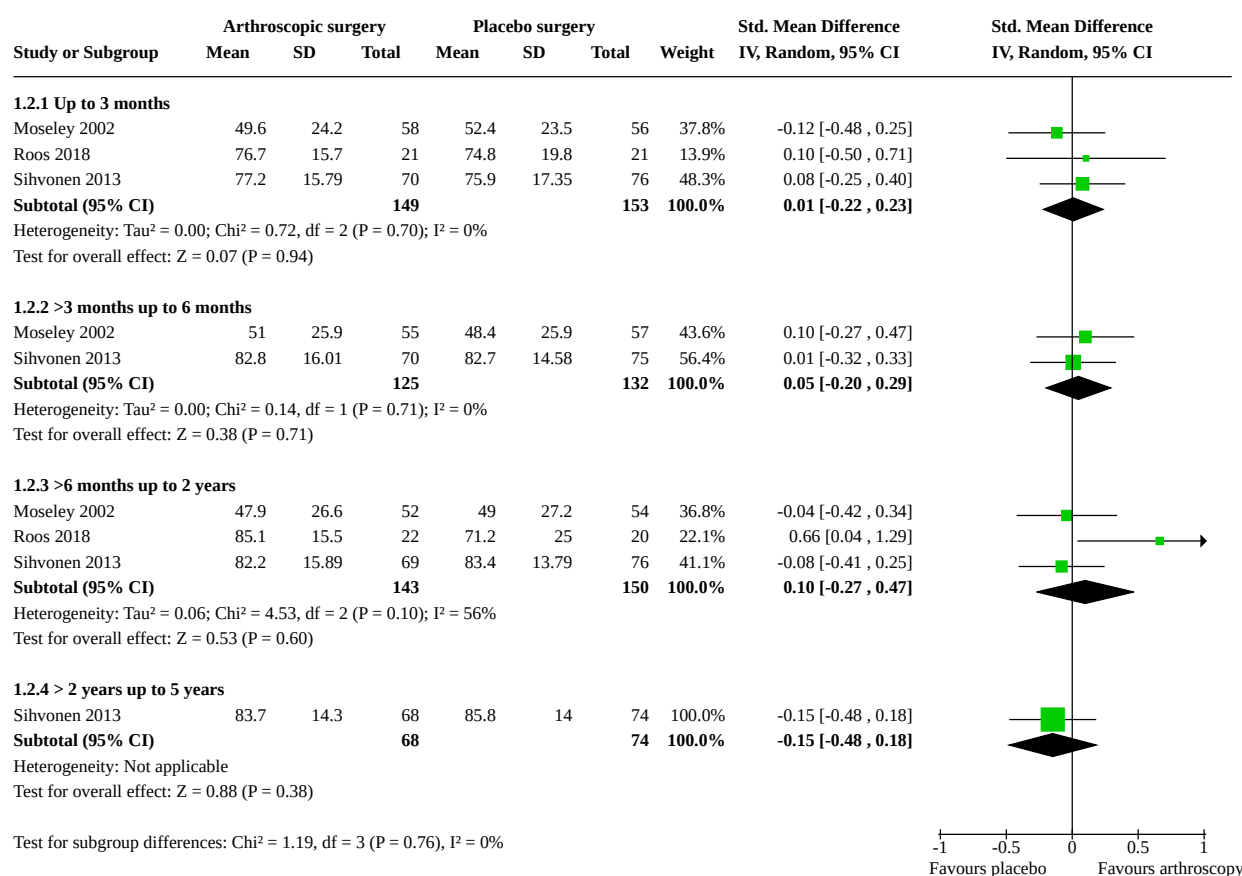 Arthroscopic surgery Placebo surgery Std. Mean Difference Std. Mean Difference
Study or Subgroup Mean SD Total Mean SD Total Weight IV, Random, 95% CI IV, Random, 95% CI
1.2.1 Up to 3 months
Moseley 2002 49.6 24.2 58 52.4 23.5 56 37.8% -0.12 [-0.48 , 0.25]
Roos 2018 76.7 15.7 21 74.8 19.8 21 13.9% 0.10 [-0.50 , 0.71]
Sihvonen 2013 77.2 15.79 70 75.9 17.35 76 48.3% 0.08 [-0.25 , 0.40]
Subtotal (95% CI) 149 153 100.0% 0.01 [-0.22 , 0.23]
Heterogeneity: Tau² = 0.00; Chi² = 0.72, df = 2 (P = 0.70); I² = 0%
Test for overall effect: Z = 0.07 (P = 0.94)
1.2.2 >3 months up to 6 months
Moseley 2002 51 25.9 55 48.4 25.9 57 43.6% 0.10 [-0.27 , 0.47]
Sihvonen 2013 82.8 16.01 70 82.7 14.58 75 56.4% 0.01 [-0.32 , 0.33]
Subtotal (95% CI) 125 132 100.0% 0.05 [-0.20 , 0.29]
Heterogeneity: Tau² = 0.00; Chi² = 0.14, df = 1 (P = 0.71); I² = 0%
Test for overall effect: Z = 0.38 (P = 0.71)
1.2.3 >6 months up to 2 years
Moseley 2002 47.9 26.6 52 49 27.2 54 36.8% -0.04 [-0.42 , 0.34]
Roos 2018 85.1 15.5 22 71.2 25 20 22.1% 0.66 [0.04 , 1.29]
Sihvonen 2013 82.2 15.89 69 83.4 13.79 76 41.1% -0.08 [-0.41 , 0.25]
Subtotal (95% CI) 143 150 100.0% 0.10 [-0.27 , 0.47]
Heterogeneity: Tau² = 0.06; Chi² = 4.53, df = 2 (P = 0.10); I² = 56%
Test for overall effect: Z = 0.53 (P = 0.60)
1.2.4 > 2 years up to 5 years
Sihvonen 2013 83.7 14.3 68 85.8 14 74 100.0% -0.15 [-0.48 , 0.18]
Subtotal (95% CI) 68 74 100.0% -0.15 [-0.48 , 0.18]
Heterogeneity: Not applicable
Test for overall effect: Z = 0.88 (P = 0.38)
Test for subgroup differences: Chi² = 1.19, df = 3 (P = 0.76), I² = 0%
-1 -0.5 0 0.5 1
Favours placebo Favours arthroscopy